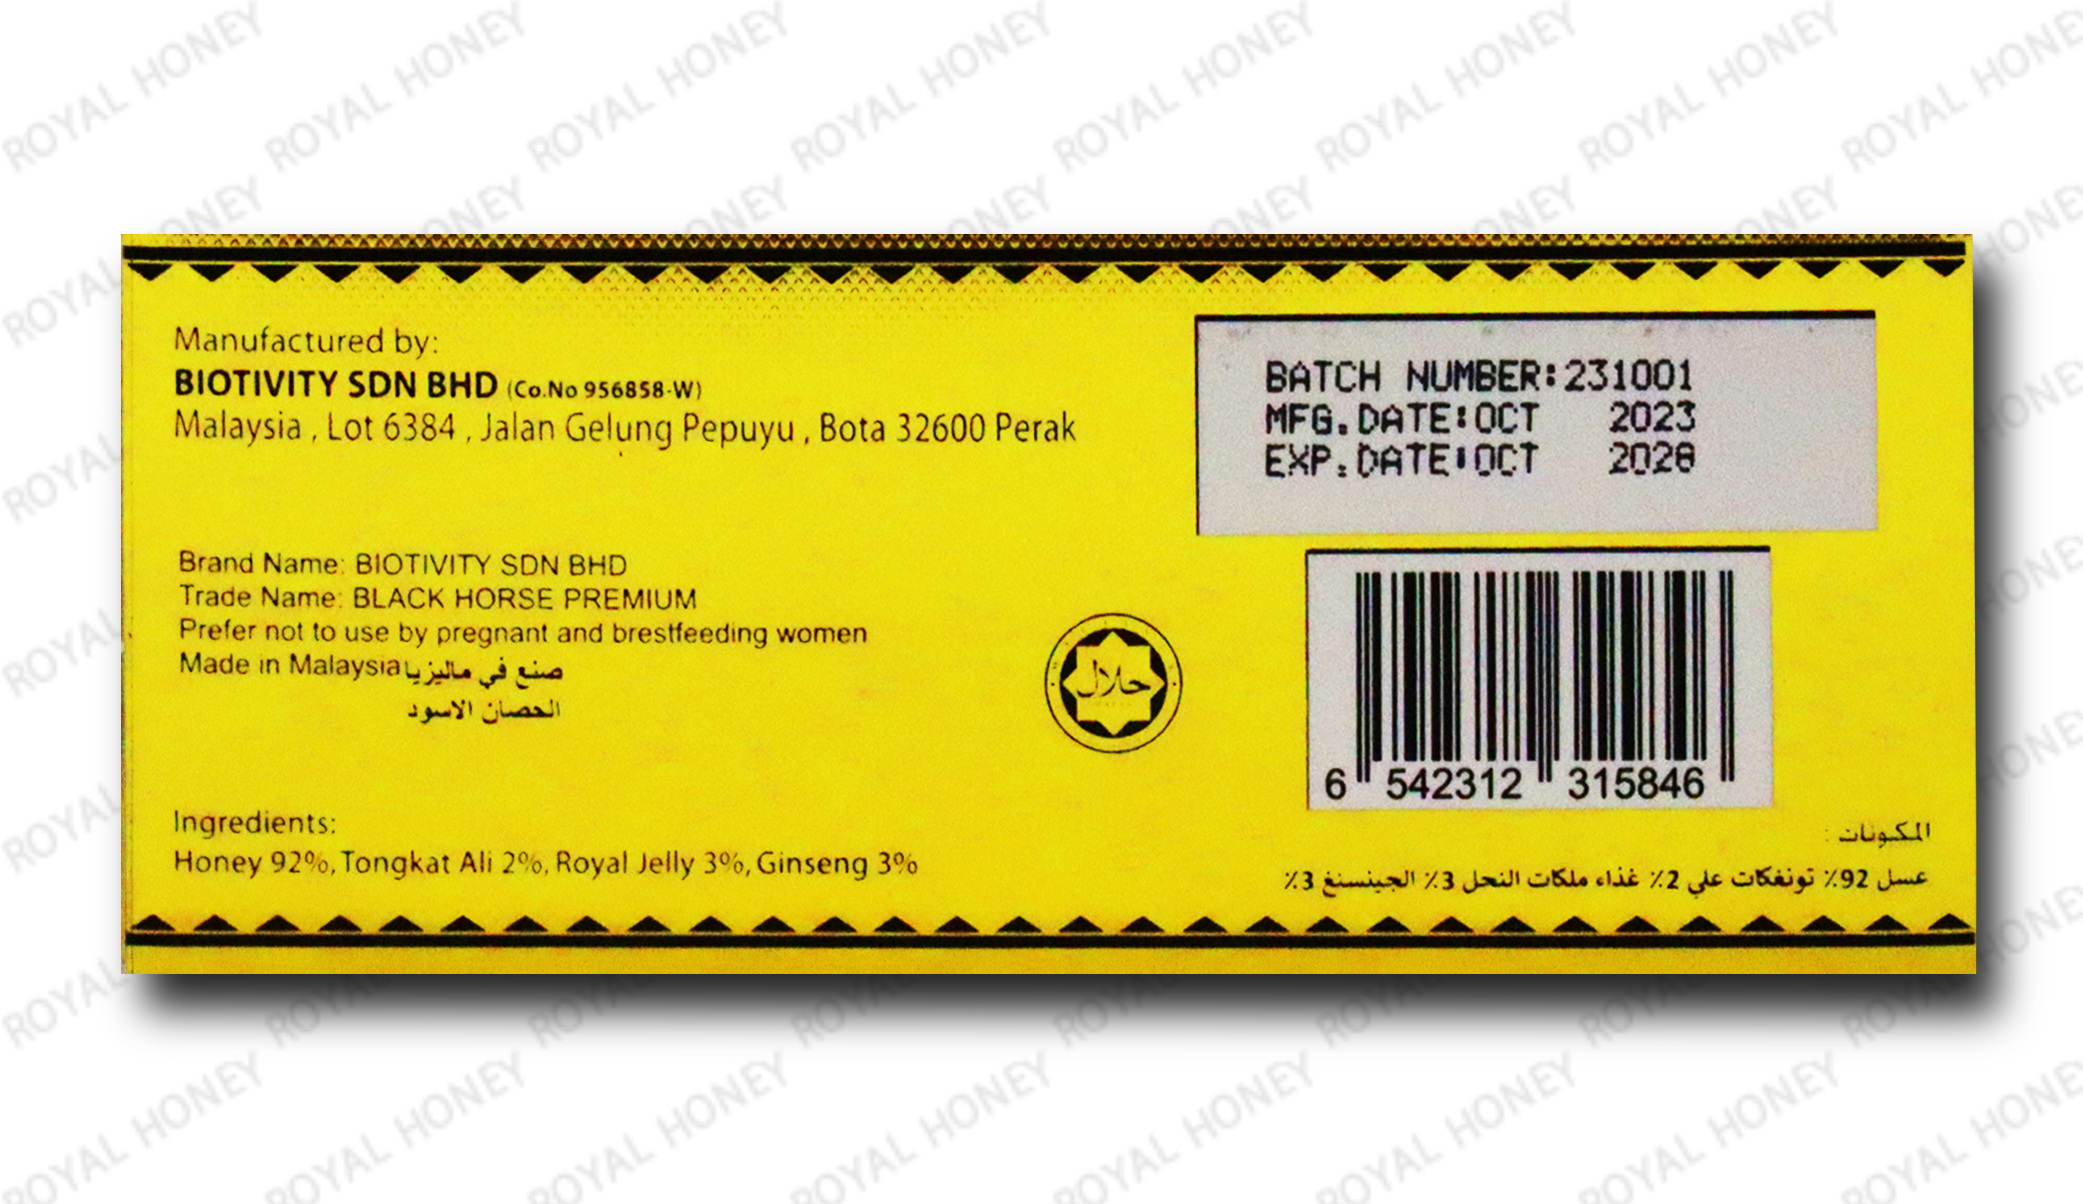 Manufactured by:
BIOTIVITY SDN BHD (Co.No 956858-W)
Malaysia , Lot 6384 , Jalan Gelung Pepuyu , Bota 32600 Perak
BATCH NUMBER:231001
MFG.DATE:OCT 2023
EXP.DATE:OCT 2028
Brand Name: BIOTIVITY SDN BHD
Trade Name: BLACK HORSE PREMIUM
Prefer not to use by pregnant and brestfeeding women
Made in Malaysia صنع في ماليزيا
الحصان الاسود
حلال
6 542312 315846
Ingredients:
Honey 92%, Tongkat Ali 2%, Royal Jelly 3%, Ginseng 3%
المكونات :
عسل 92٪ تونغكات علي 2٪ غذاء ملكات النحل 3٪ الجينسنغ 3٪
ROYAL HONEY